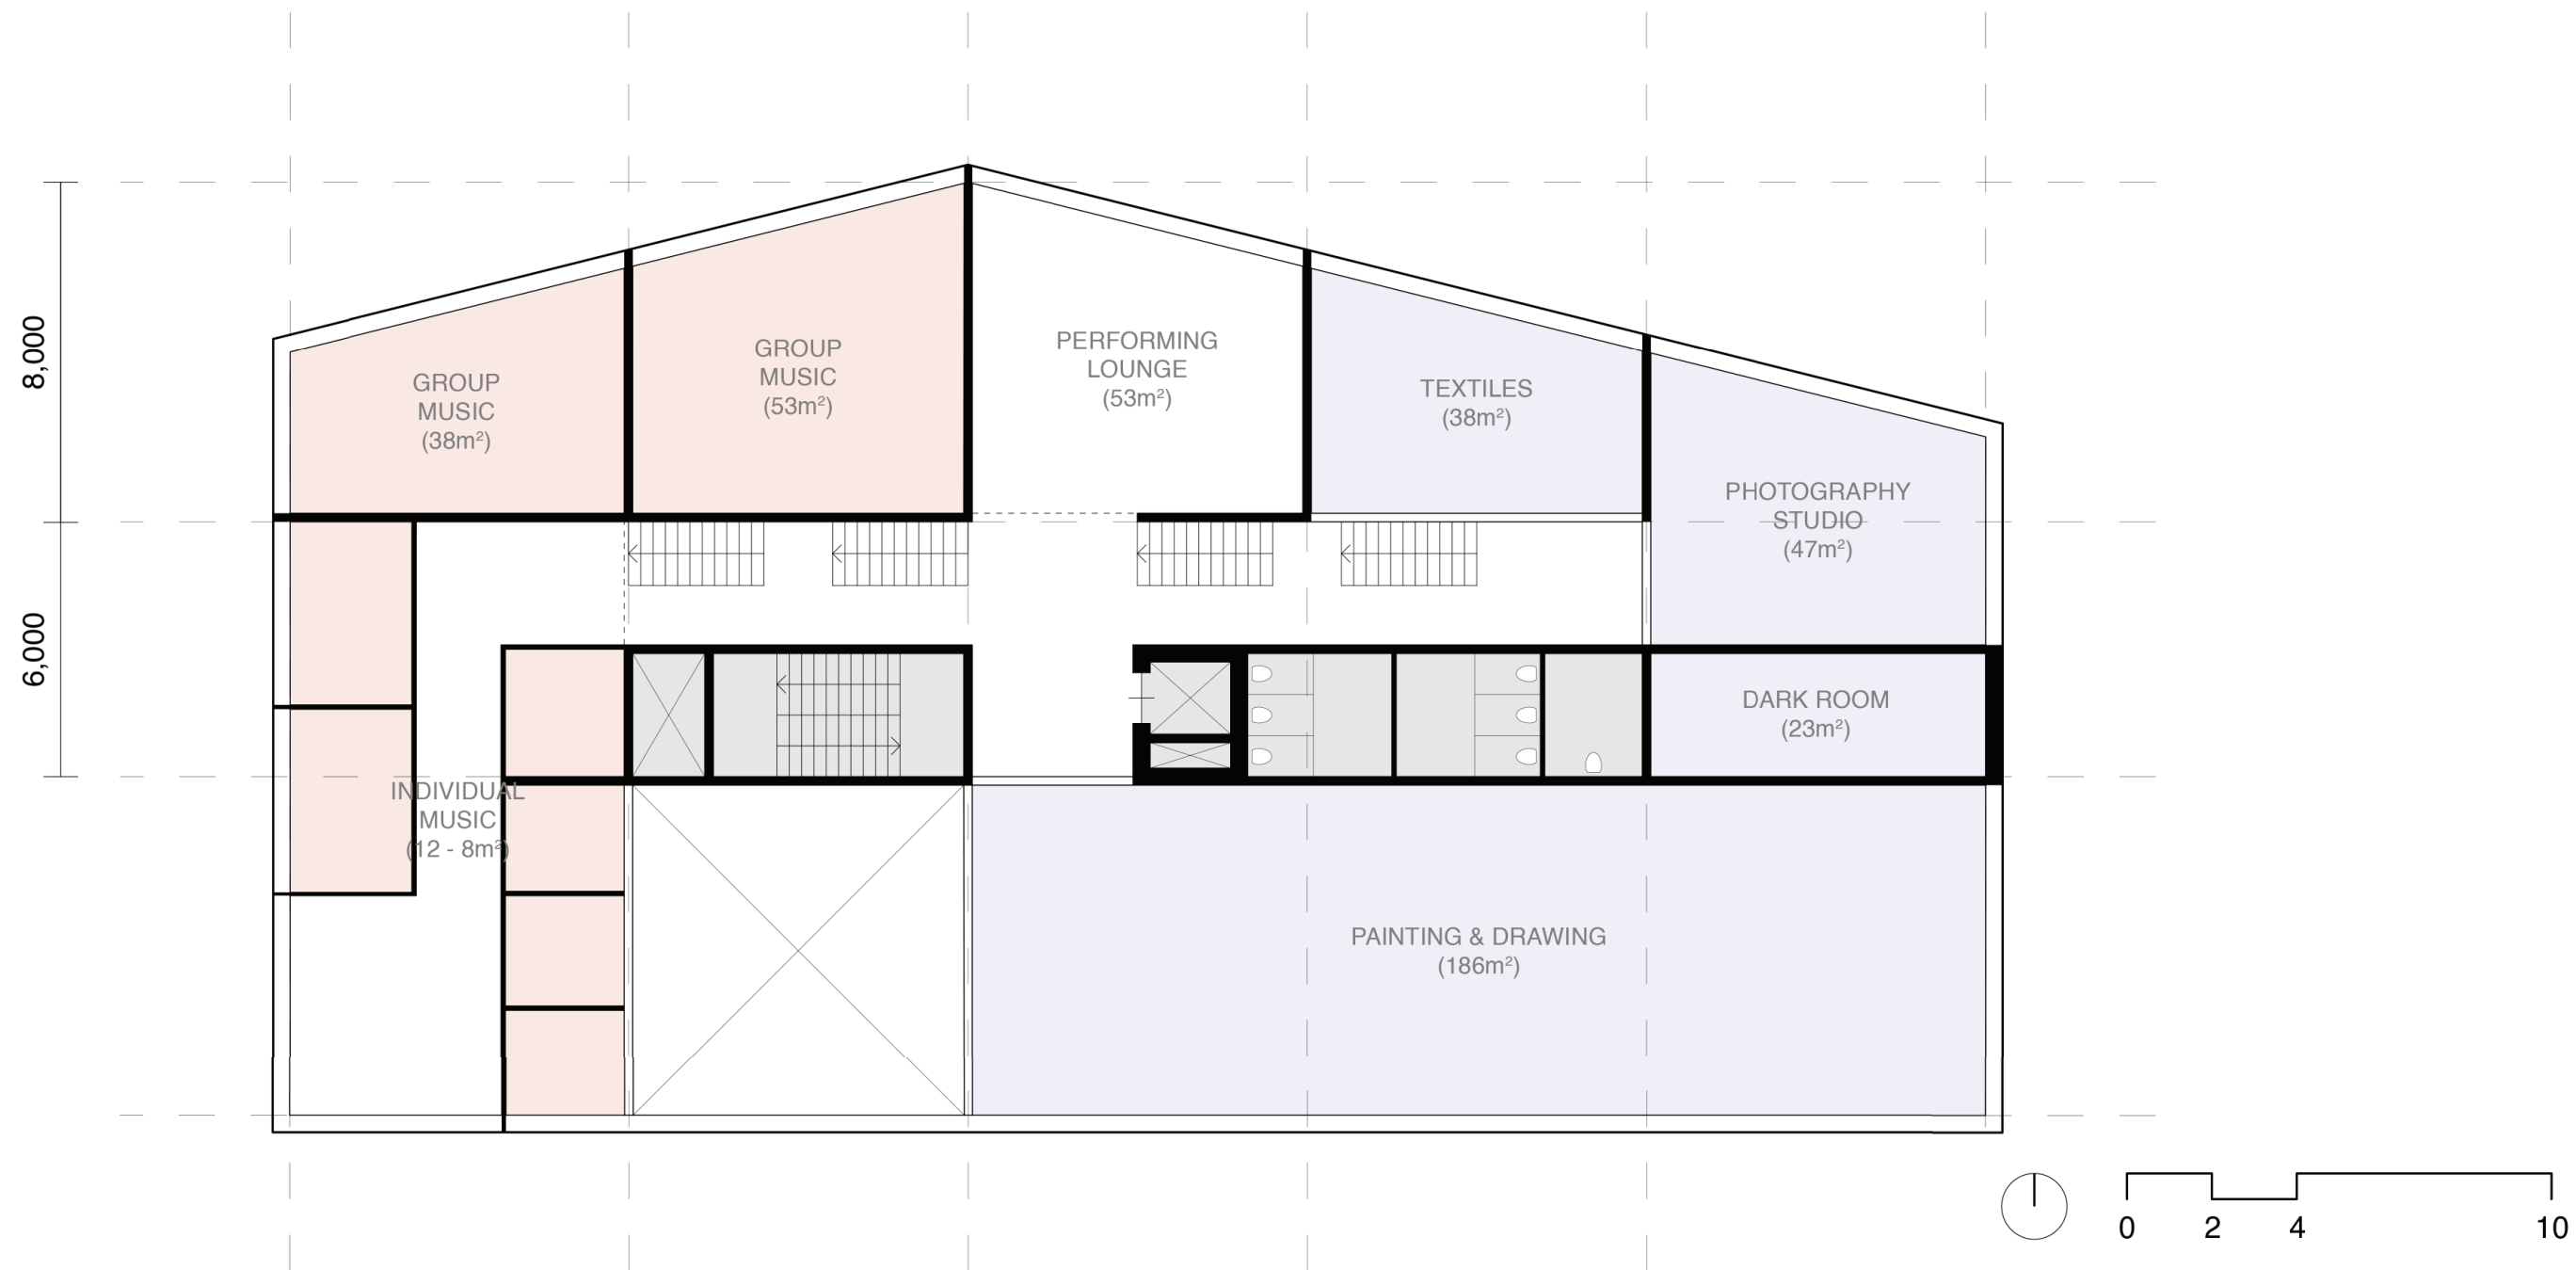 8,000
6,000
GROUP
MUSIC
(38m²)
GROUP
MUSIC
(53m²)
PERFORMING
LOUNGE
(53m²)
TEXTILES
(38m²)
PHOTOGRAPHY
STUDIO
(47m²)
DARK ROOM
(23m²)
INDIVIDUAL
MUSIC
(12 - 8m²)
PAINTING & DRAWING
(186m²)
0 2 4 10